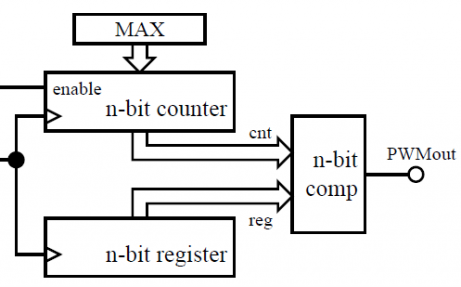 MAX
enable
n-bit counter
cnt
n-bit
comp
PWMout
reg
n-bit register